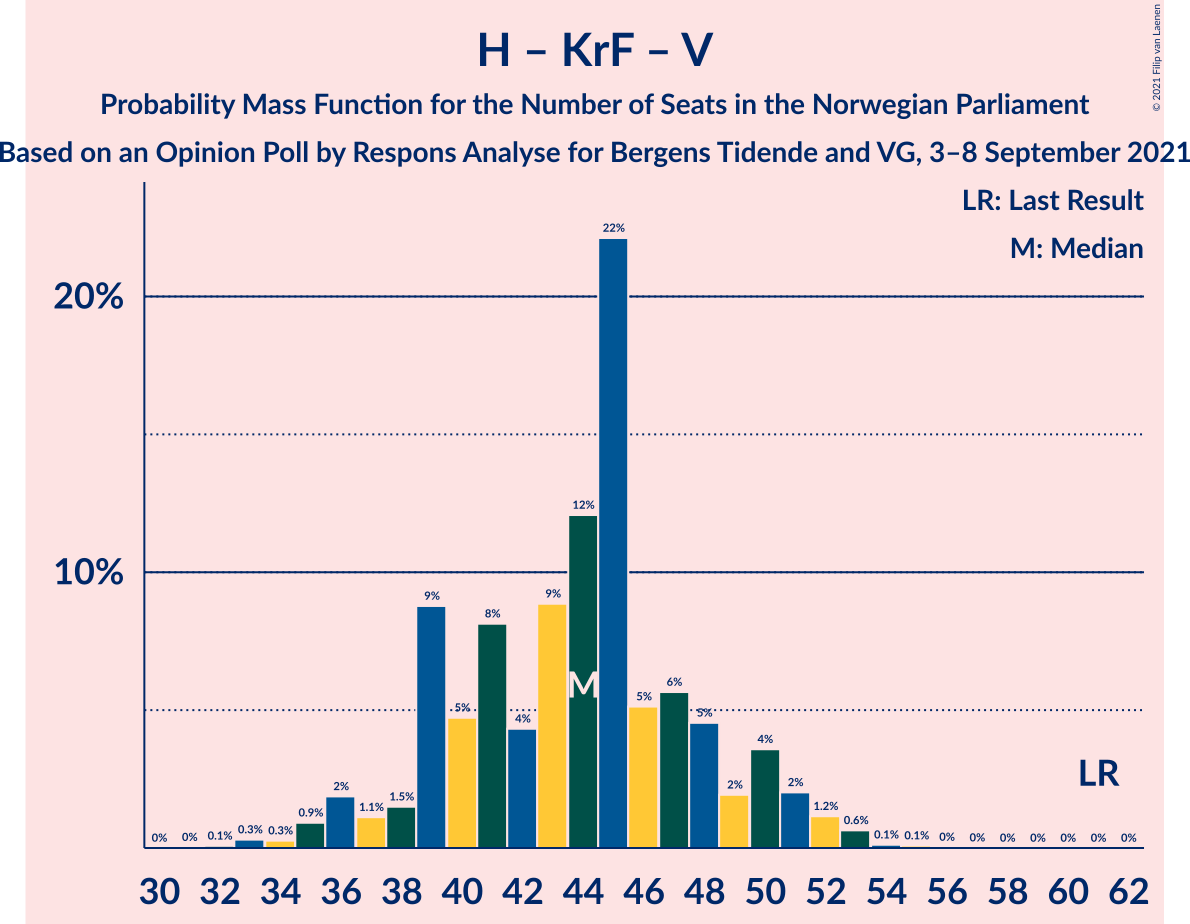 H – KrF – V
Probability Mass Function for the Number of Seats in the Norwegian Parliament
Based on an Opinion Poll by Respons Analyse for Bergens Tidende and VG, 3–8 September 2021
© 2021 Filip van Laenen
LR: Last Result
M: Median
22%
20%
12%
10%
9%
9%
8%
M
6%
5%
5%
5%
4%
4%
LR
2%
2%
2%
1.5%
1.1%
1.2%
0.9%
0.6%
0% 0% 0.1% 0.3% 0.3% 0.1% 0.1% 0% 0% 0% 0% 0% 0% 0%
30 32 34 36 38 40 42 44 46 48 50 52 54 56 58 60 62